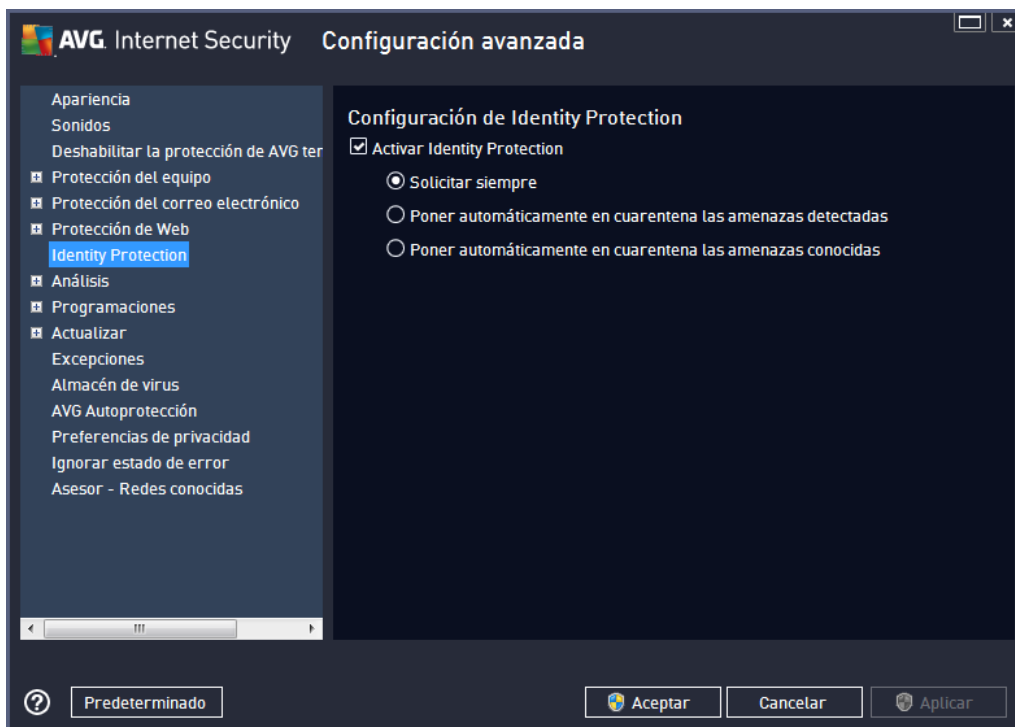 AVG. Internet Security Configuración avanzada
Apariencia
Sonidos
Deshabilitar la protección de AVG ter
Protección del equipo
Protección del correo electrónico
Protección de Web
Identity Protection
Análisis
Programaciones
Actualizar
Excepciones
Almacén de virus
AVG Autoprotección
Preferencias de privacidad
Ignorar estado de error
Asesor - Redes conocidas
Configuración de Identity Protection
Activar Identity Protection
Solicitar siempre
Poner automáticamente en cuarentena las amenazas detectadas
Poner automáticamente en cuarentena las amenazas conocidas
Predeterminado
Aceptar
Cancelar
Aplicar